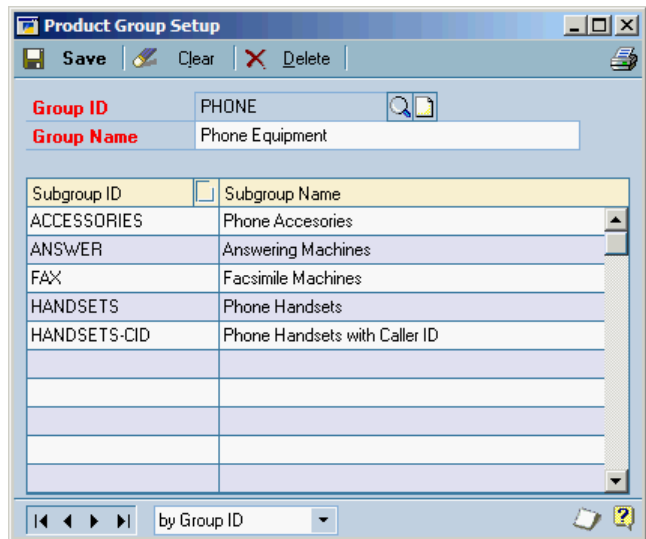 Product Group Setup
Save Clear Delete
Group ID PHONE
Group Name Phone Equipment
Subgroup ID Subgroup Name
ACCESSORIES Phone Accesories
ANSWER Answering Machines
FAX Facsimile Machines
HANDSETS Phone Handsets
HANDSETS-CID Phone Handsets with Caller ID
by Group ID